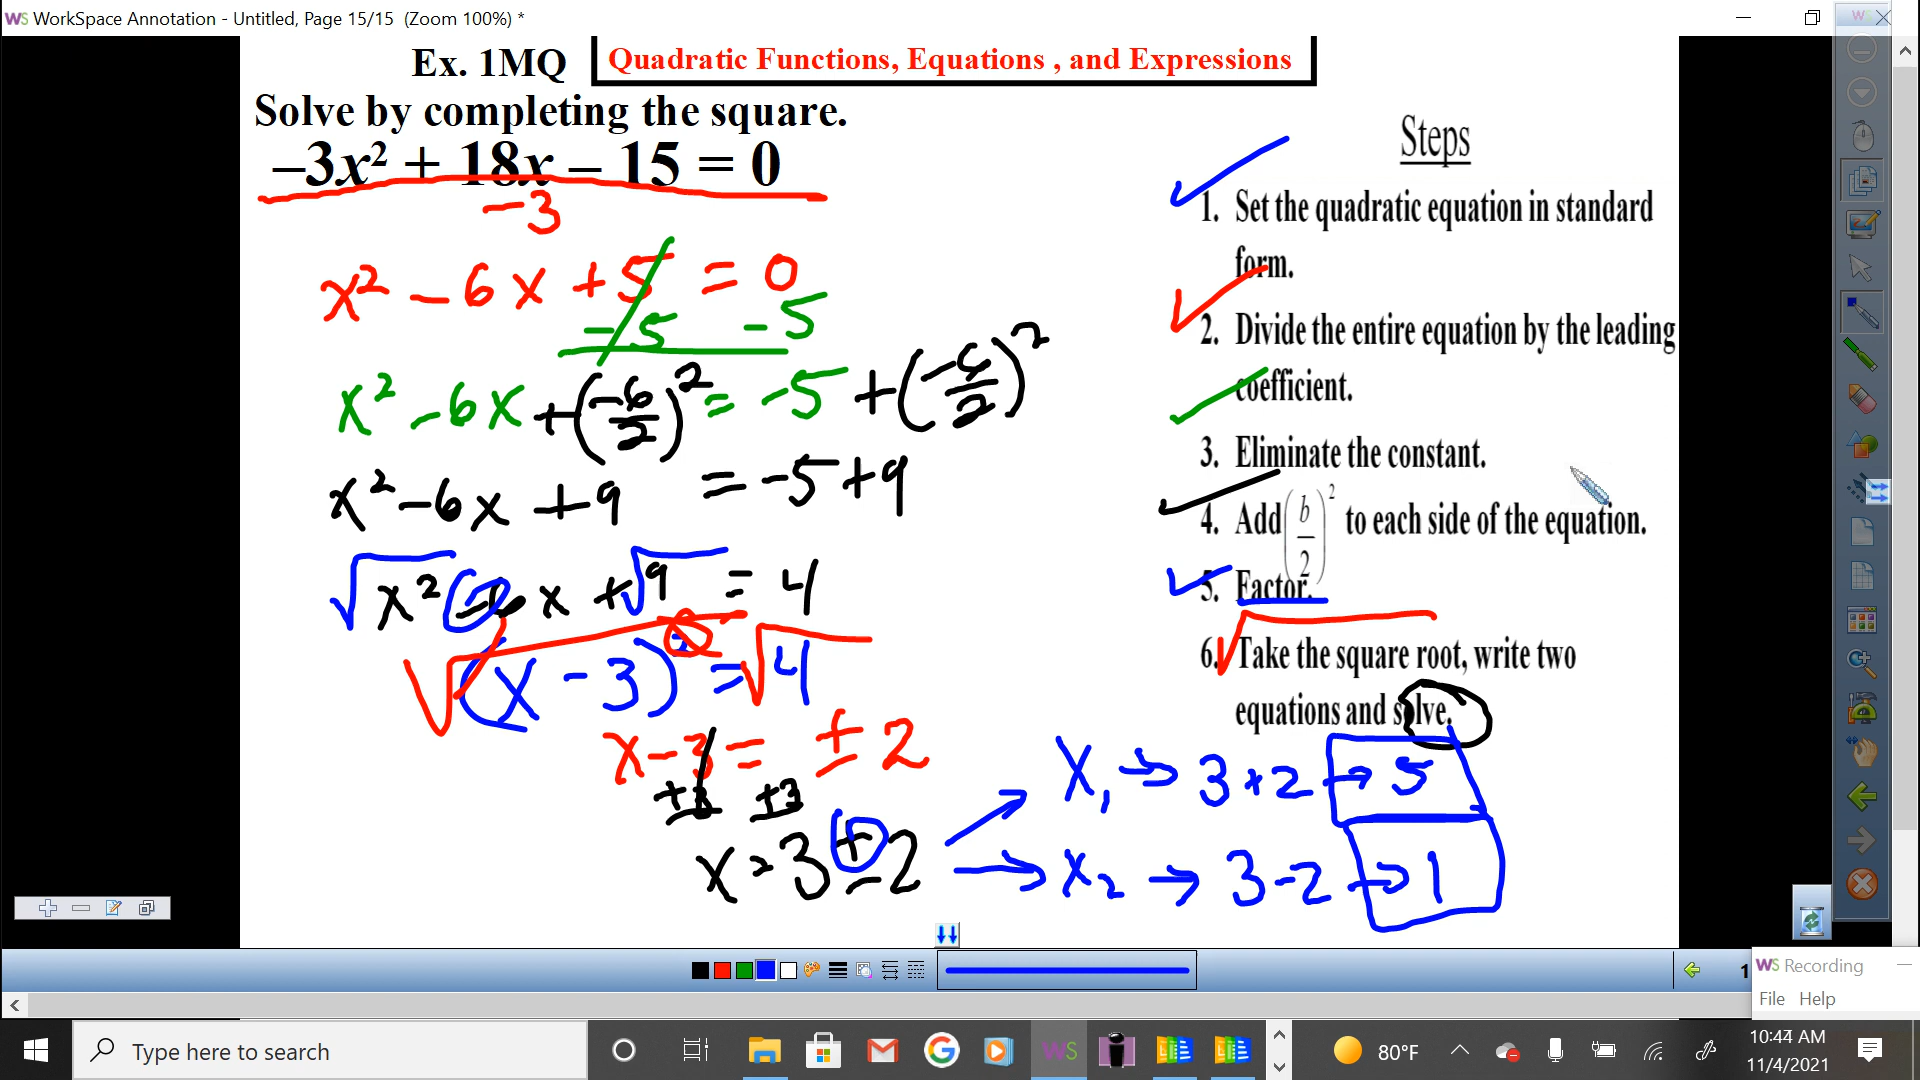 WS WorkSpace Annotation - Untitled, Page 15/15 (Zoom 100%) *
Ex. 1MQ
Quadratic Functions, Equations , and Expressions
Solve by completing the square.
–3x² + 18x – 15 = 0
-3
x² - 6x + 5 = 0
- 5 - 5
x² - 6x + (-6/2)² = -5 + (-6/2)²
x² - 6x + 9 = -5 + 9
√x² - 6x + √9 = 4
√(x - 3)² = √4
x - 3 = ± 2
+3 +3
x = 3 ± 2
x₁ → 3 + 2 → 5
x₂ → 3 - 2 → 1
Steps
1. Set the quadratic equation in standard
form.
2. Divide the entire equation by the leading
coefficient.
3. Eliminate the constant.
4. Add (b/2)² to each side of the equation.
5. Factor.
6. Take the square root, write two
equations and solve.
1
WS Recording
File Help
Type here to search
WS
80°F
10:44 AM
11/4/2021